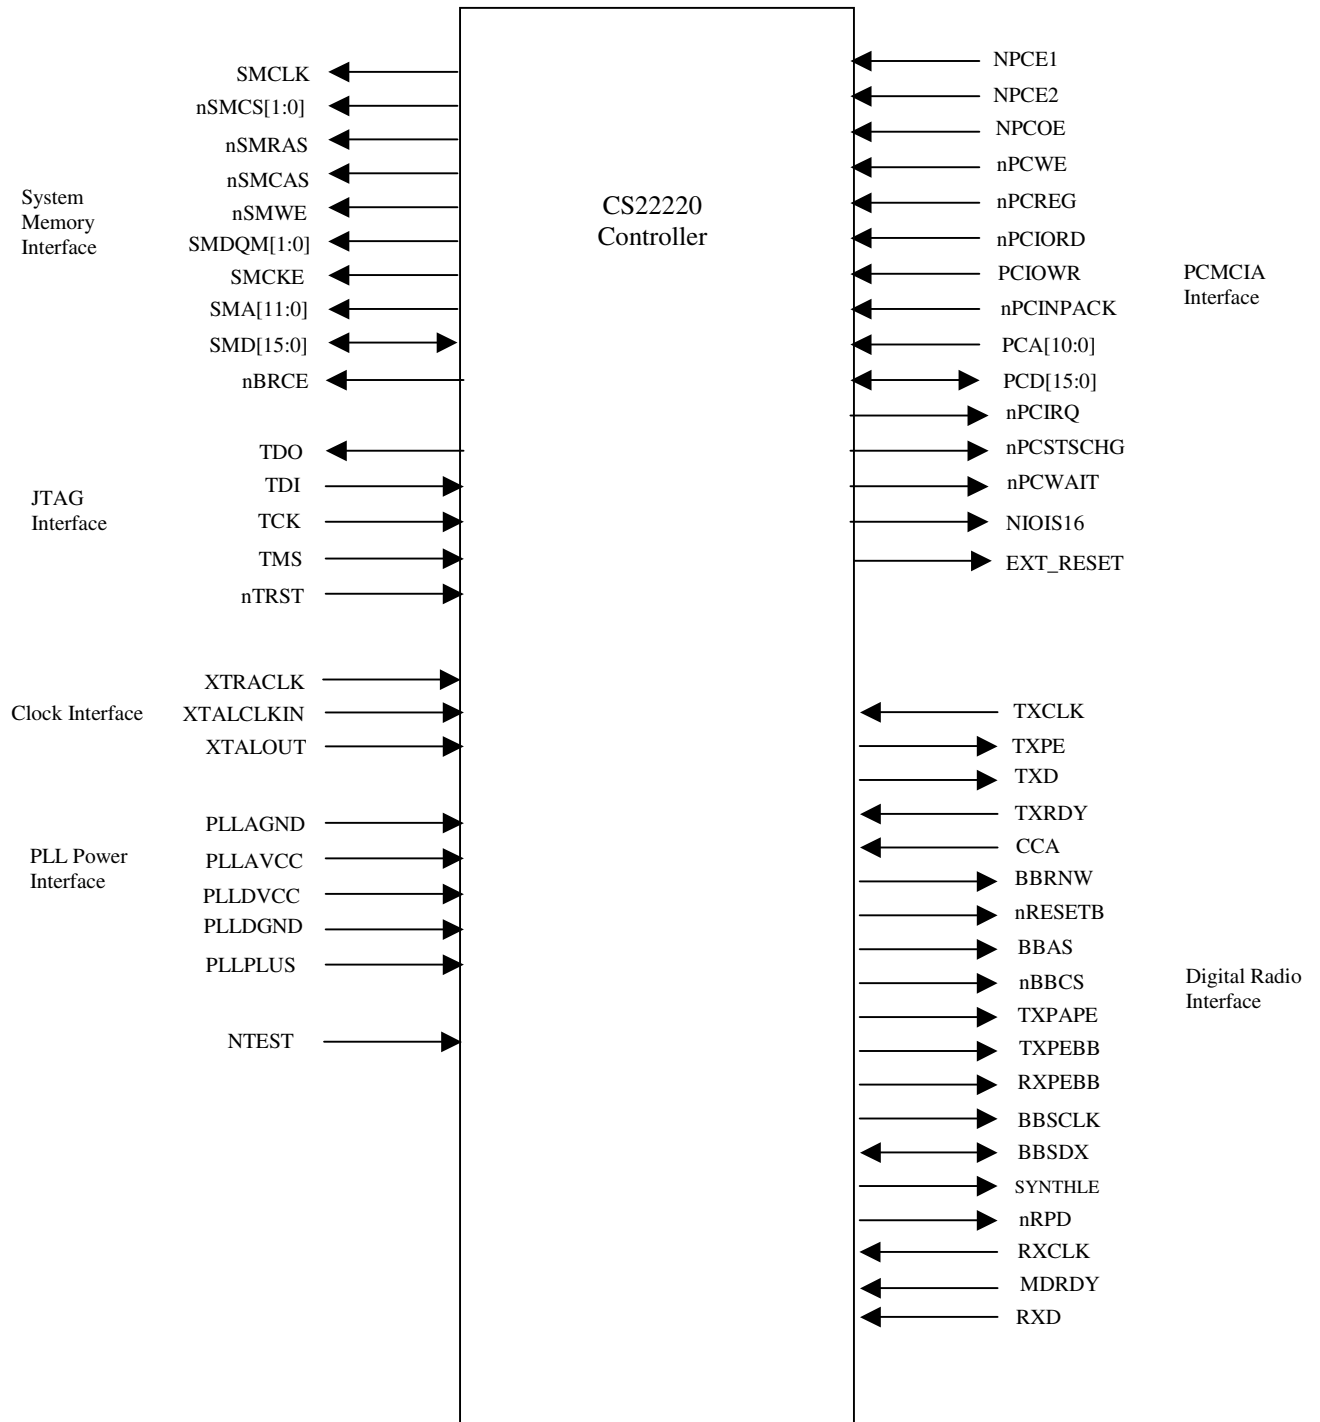 SMCLK
nSMCS[1:0]
nSMRAS
nSMCAS
nSMWE
SMDQM[1:0]
SMCKE
SMA[11:0]
SMD[15:0]
nBRCE
System
Memory
Interface
TDO
TDI
TCK
TMS
nTRST
JTAG
Interface
XTRACLK
XTALCLKIN
XTALOUT
Clock Interface
PLLAGND
PLLAVCC
PLLDVCC
PLLDGND
PLLPLUS
PLL Power
Interface
NTEST
CS22220
Controller
NPCE1
NPCE2
NPCOE
nPCWE
nPCREG
nPCIORD
PCIOWR
nPCINPACK
PCA[10:0]
PCD[15:0]
nPCIRQ
nPCSTSCHG
nPCWAIT
NIOIS16
EXT_RESET
PCMCIA
Interface
TXCLK
TXPE
TXD
TXRDY
CCA
BBRNW
nRESETB
BBAS
nBBCS
TXPAPE
TXPEBB
RXPEBB
BBSCLK
BBSDX
SYNTHLE
nRPD
RXCLK
MDRDY
RXD
Digital Radio
Interface